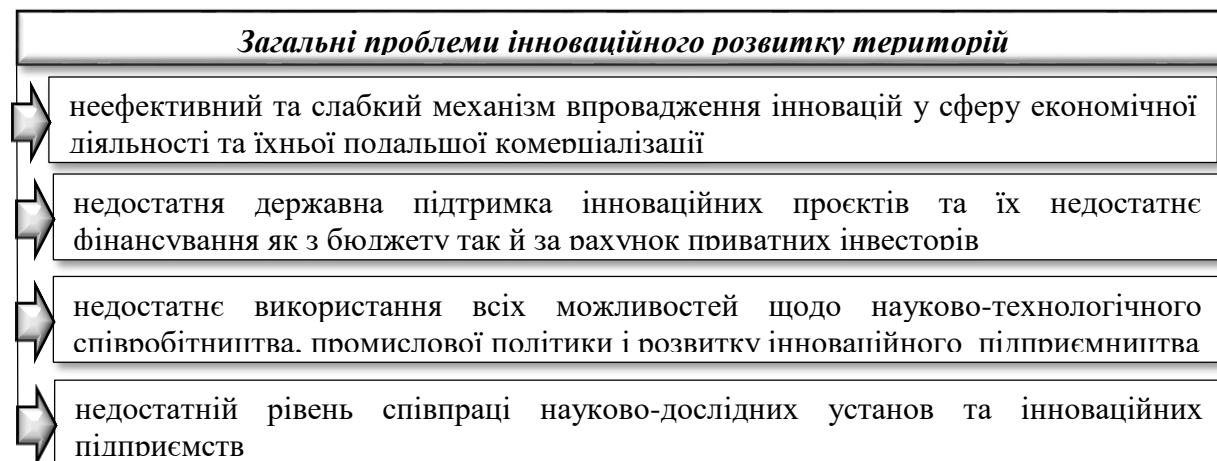 Загальні проблеми інноваційного розвитку територій
неефективний та слабкий механізм впровадження інновацій у сферу економічної
діяльності та їхньої подальшої комерціалізації
недостатня державна підтримка інноваційних проєктів та їх недостатнє
фінансування як з бюджету так й за рахунок приватних інвесторів
недостатнє використання всіх можливостей щодо науково-технологічного
співробітництва, промислової політики і розвитку інноваційного підприємництва
недостатній рівень співпраці науково-дослідних установ та інноваційних
підприємств